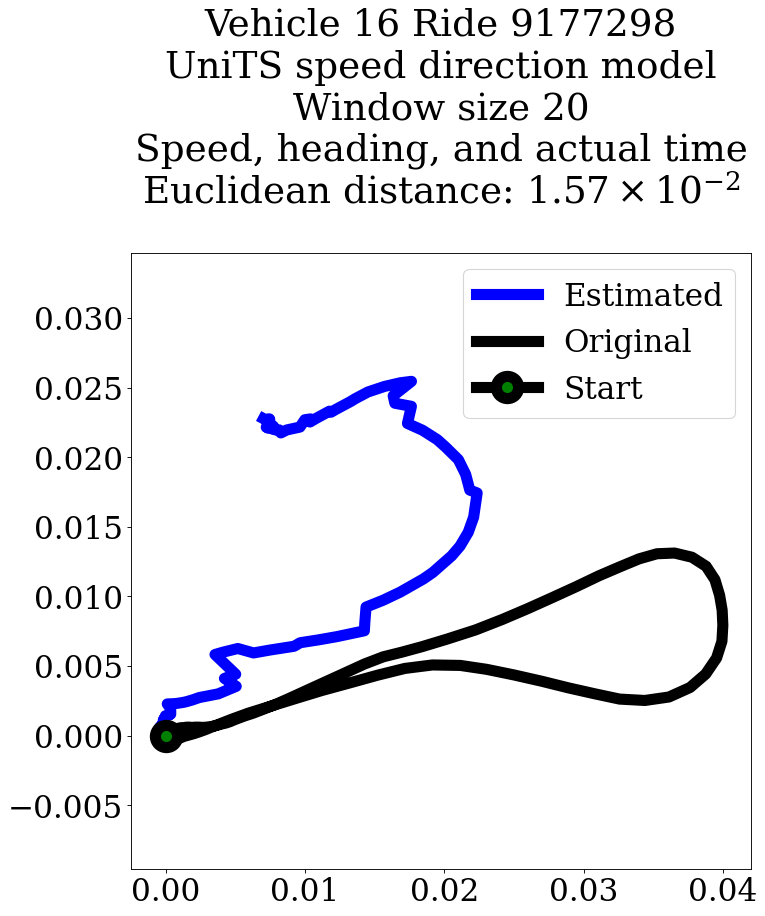 Vehicle 16 Ride 9177298
UniTS speed direction model
Window size 20
Speed, heading, and actual time
Euclidean distance: 1.57 × 10⁻²
Estimated
Original
Start
0.030
0.025
0.020
0.015
0.010
0.005
0.000
−0.005
0.00 0.01 0.02 0.03 0.04